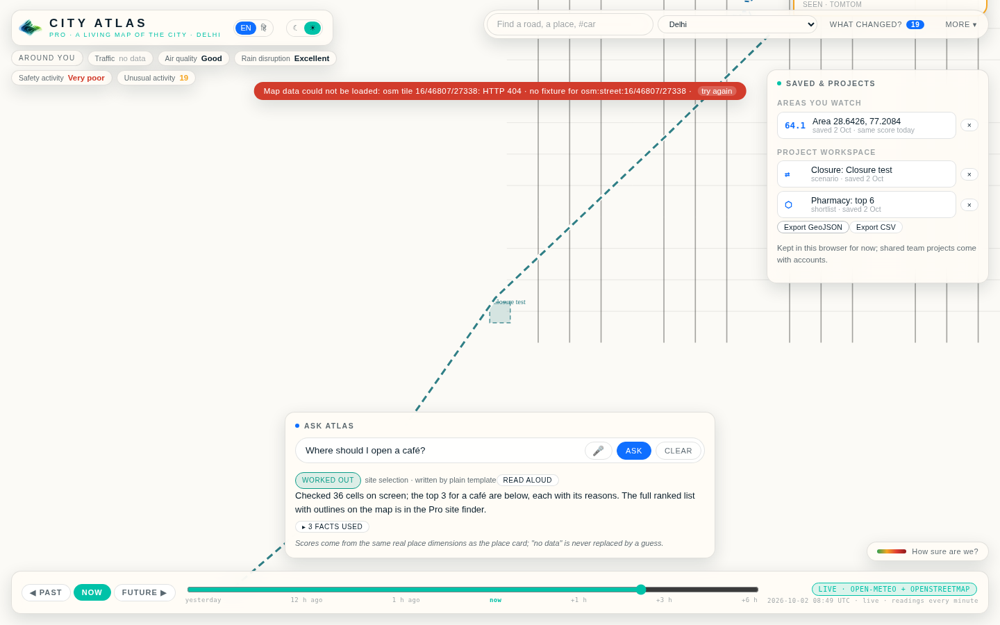 CITY ATLAS
PRO · A LIVING MAP OF THE CITY · DELHI
EN
हि
AROUND YOU
Traffic no data
Air quality Good
Rain disruption Excellent
Safety activity Very poor
Unusual activity 19
SEEN · TOMTOM
Find a road, a place, #car
Delhi
WHAT CHANGED? 19
MORE ▾
Map data could not be loaded: osm tile 16/46807/27338: HTTP 404 · no fixture for osm:street:16/46807/27338 · try again
SAVED & PROJECTS
AREAS YOU WATCH
64.1
Area 28.6426, 77.2084
saved 2 Oct · same score today
×
PROJECT WORKSPACE
⇄
Closure: Closure test
scenario · saved 2 Oct
×
⬡
Pharmacy: top 6
shortlist · saved 2 Oct
×
Export GeoJSON
Export CSV
Kept in this browser for now; shared team projects come
with accounts.
Closure test
ASK ATLAS
Where should I open a café?
ASK
CLEAR
WORKED OUT site selection · written by plain template READ ALOUD
Checked 36 cells on screen; the top 3 for a café are below, each with its reasons. The full ranked list
with outlines on the map is in the Pro site finder.
▸ 3 FACTS USED
Scores come from the same real place dimensions as the place card; "no data" is never replaced by a guess.
How sure are we?
◀ PAST
NOW
FUTURE ▶
yesterday
12 h ago
1 h ago
now
+1 h
+3 h
+6 h
LIVE · OPEN-METEO + OPENSTREETMAP
2026-10-02 08:49 UTC · live · readings every minute